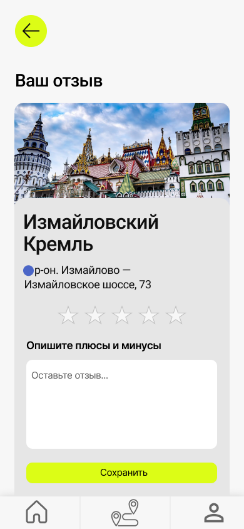 Ваш отзыв
Измайловский
Кремль
р-он. Измайлово —
Измайловское шоссе, 73
Опишите плюсы и минусы
Оставьте отзыв...
Сохранить